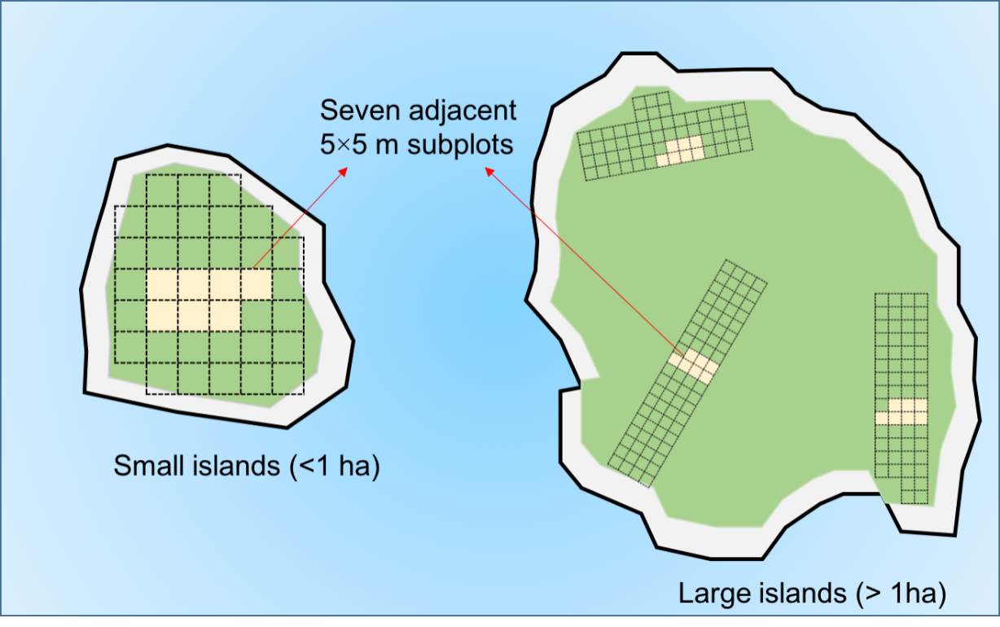 Seven adjacent
5×5 m subplots
Small islands (<1 ha)
Large islands (> 1ha)